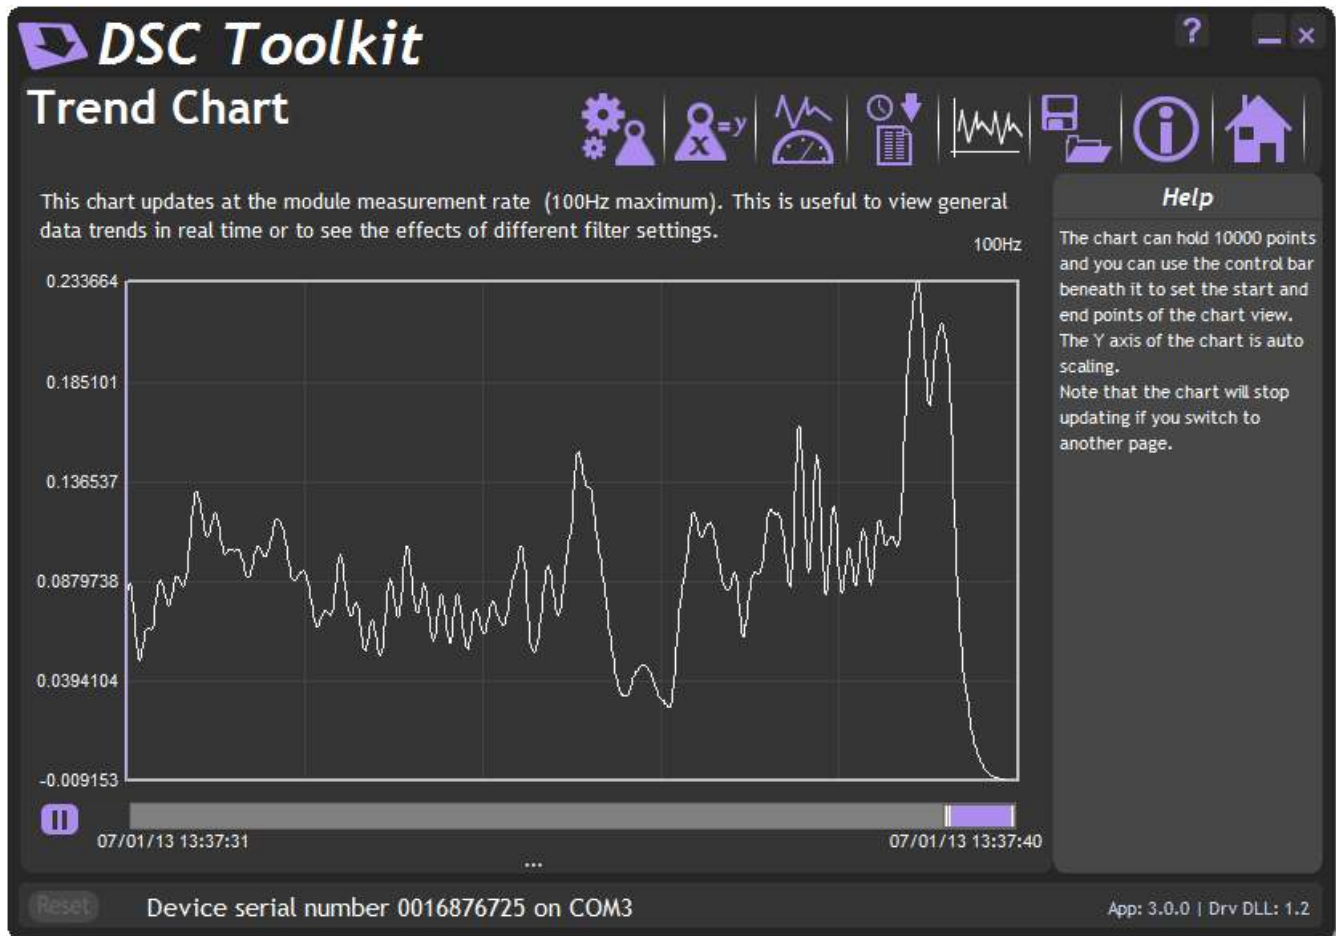 DSC Toolkit
?
Trend Chart
x
=y
This chart updates at the module measurement rate (100Hz maximum). This is useful to view general
data trends in real time or to see the effects of different filter settings.
100Hz
0.233664
0.185101
0.136537
0.0879738
0.0394104
-0.009153
07/01/13 13:37:31
07/01/13 13:37:40
...
Help
The chart can hold 10000 points
and you can use the control bar
beneath it to set the start and
end points of the chart view.
The Y axis of the chart is auto
scaling.
Note that the chart will stop
updating if you switch to
another page.
Reset
Device serial number 0016876725 on COM3
App: 3.0.0 | Drv DLL: 1.2